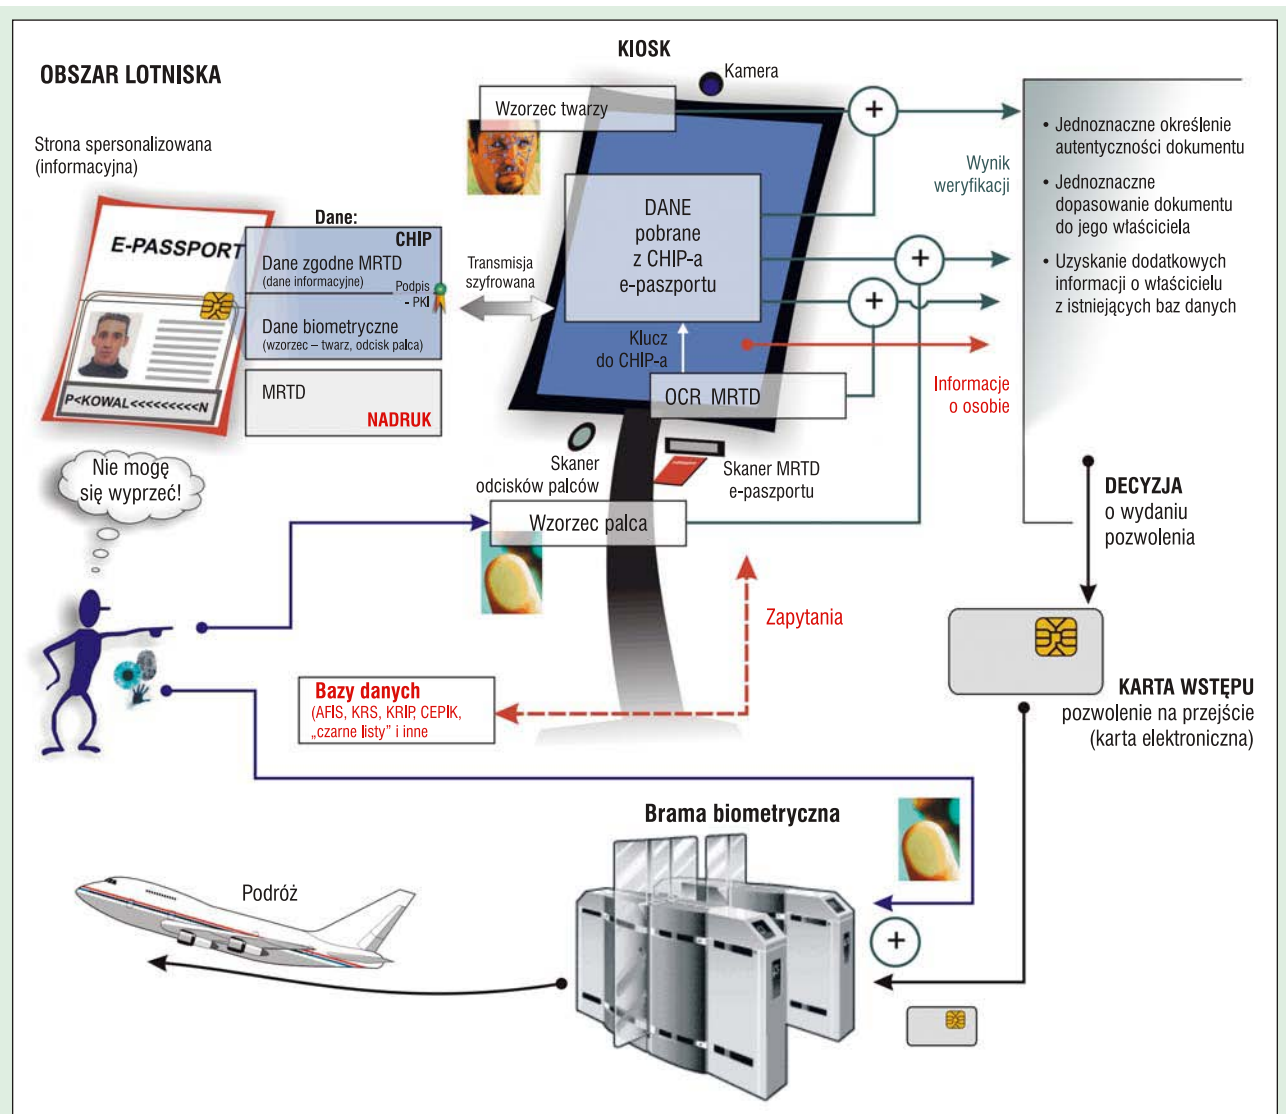 OBSZAR LOTNISKA
KIOSK
Kamera
Wzorzec twarzy
Strona spersonalizowana
(informacyjna)
E-PASSPORT
P<KOWAL<<<<<<<<<N
Dane:
CHIP
Dane zgodne MRTD
(dane informacyjne)
Podpis
- PKI
Dane biometryczne
(wzorzec – twarz, odcisk palca)
MRTD
NADRUK
Transmisja
szyfrowana
DANE
pobrane
z CHIP-a
e-paszportu
Klucz
do CHIP-a
OCR MRTD
+
+
+
Wynik
weryfikacji
Informacje
o osobie
• Jednoznaczne określenie
autentyczności dokumentu
• Jednoznaczne
dopasowanie dokumentu
do jego właściciela
• Uzyskanie dodatkowych
informacji o właścicielu
z istniejących baz danych
Skaner
odcisków palców
Skaner MRTD
e-paszportu
Wzorzec palca
Nie mogę
się wyprzeć!
DECYZJA
o wydaniu
pozwolenia
Zapytania
Bazy danych
(AFIS, KRS, KRIP, CEPIK,
„czarne listy” i inne
KARTA WSTĘPU
pozwolenie na przejście
(karta elektroniczna)
Brama biometryczna
+
Podróż